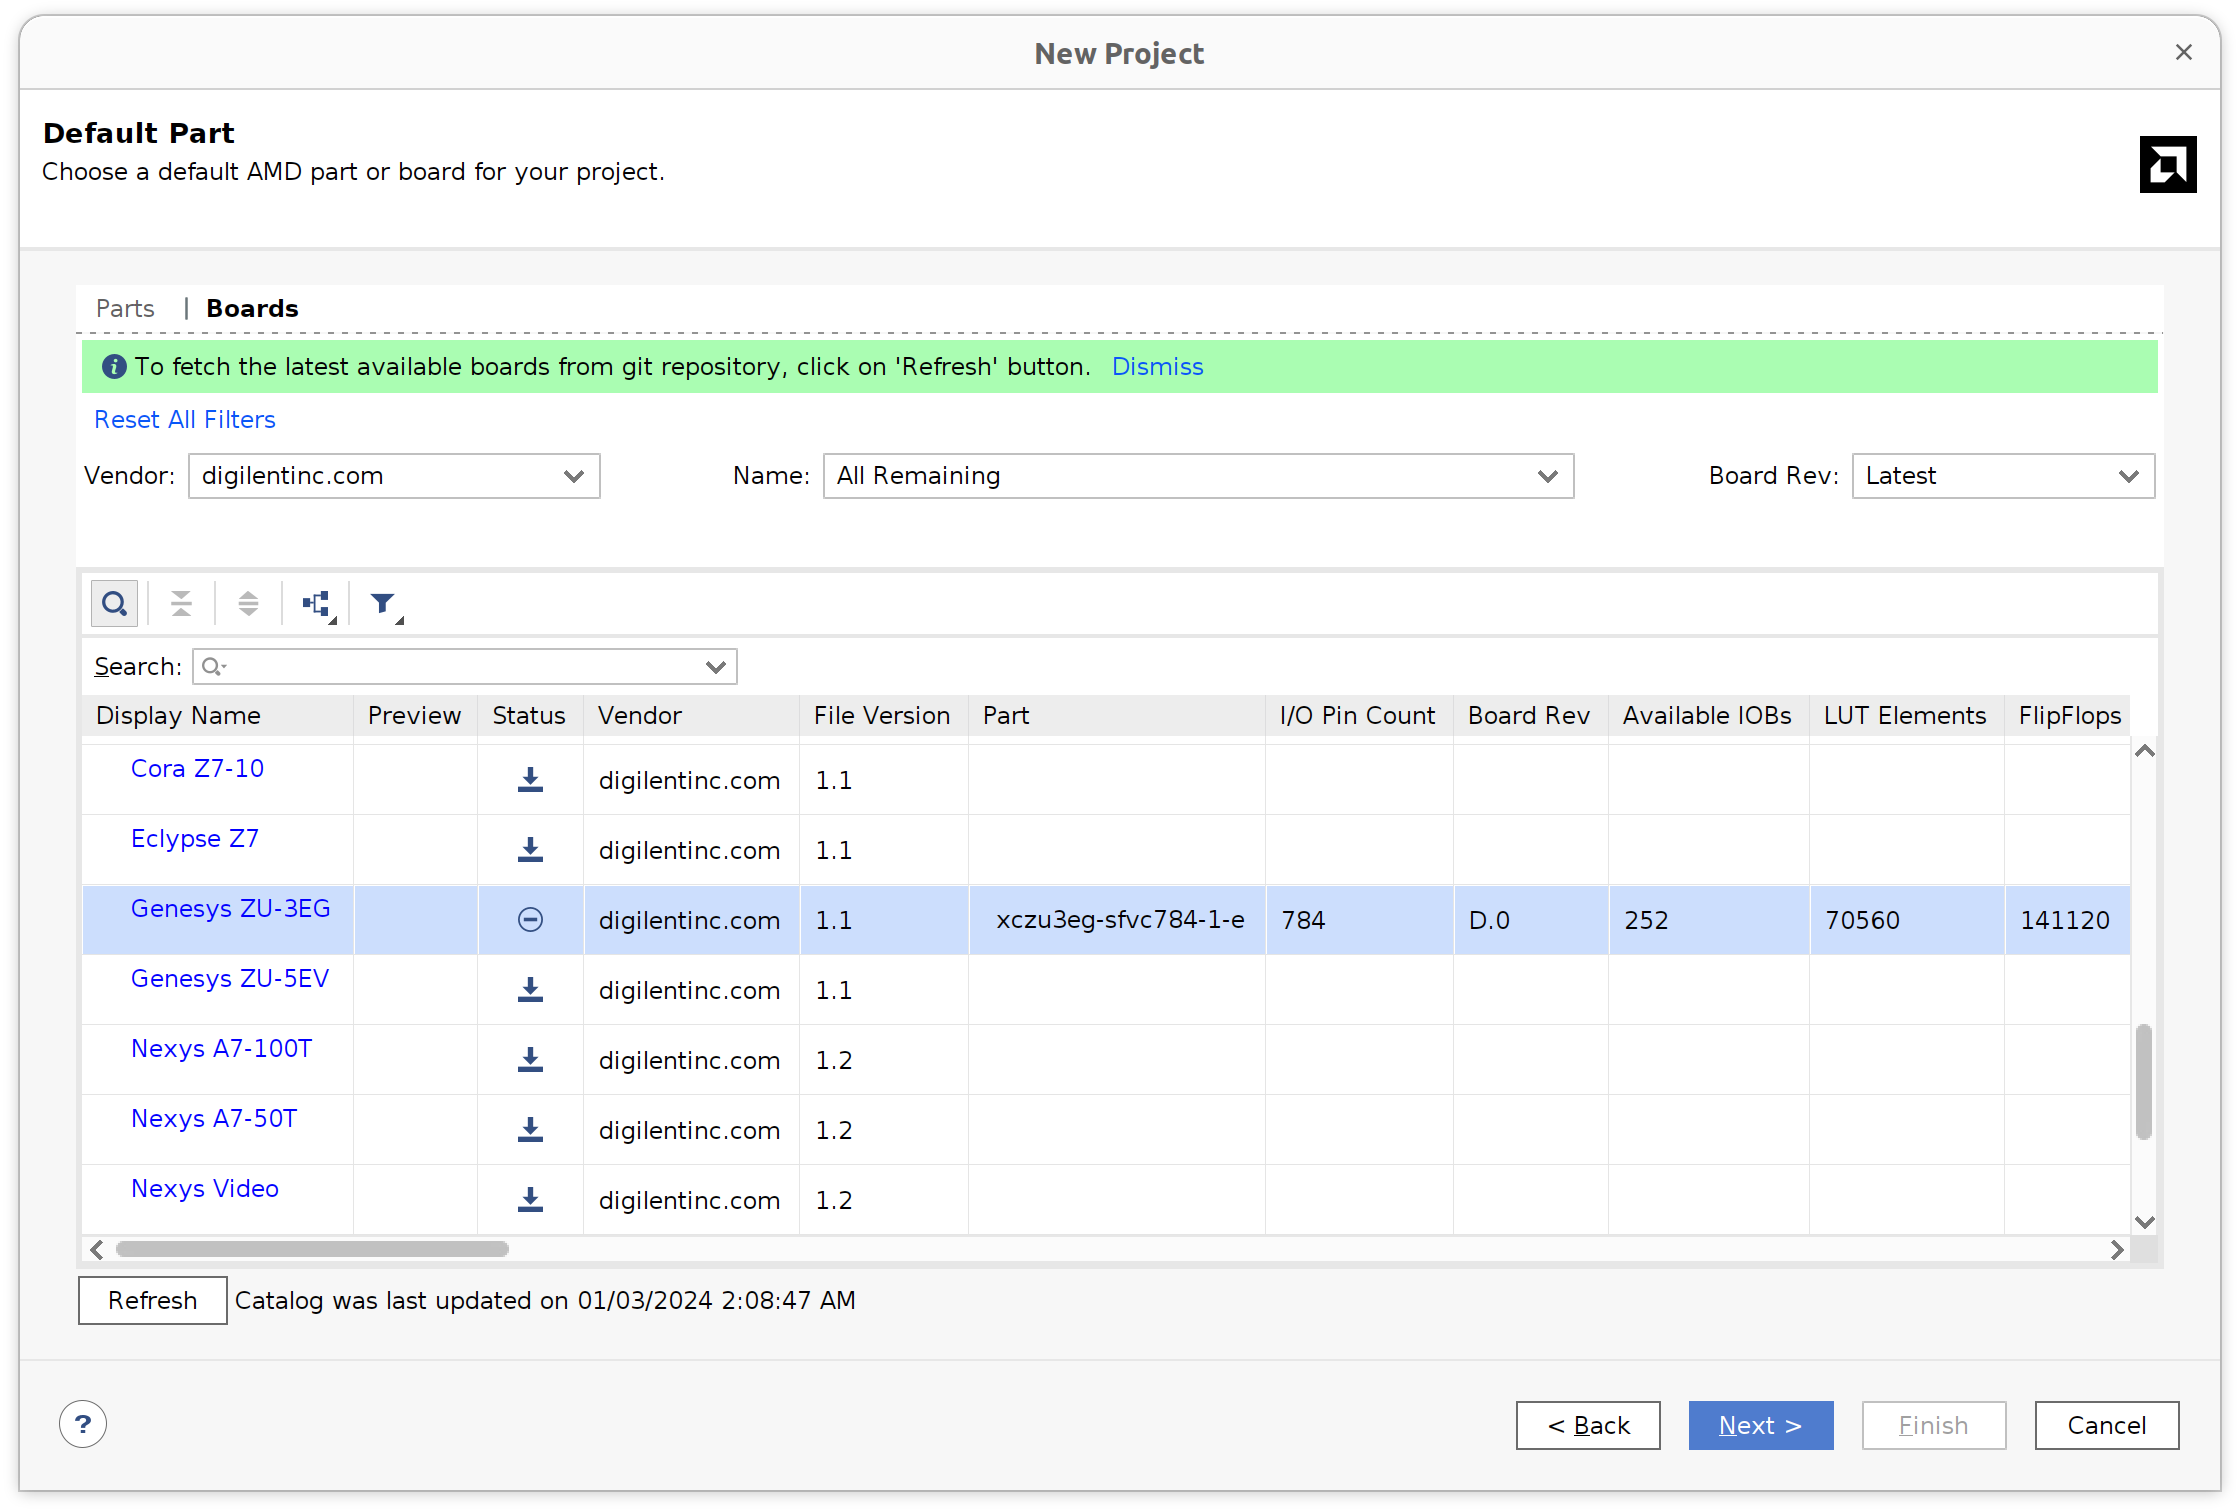 New Project
Default Part
Choose a default AMD part or board for your project.
Parts | Boards
To fetch the latest available boards from git repository, click on 'Refresh' button. Dismiss
Reset All Filters
Vendor: digilentinc.com Name: All Remaining Board Rev: Latest
Search:
Display Name Preview Status Vendor File Version Part I/O Pin Count Board Rev Available IOBs LUT Elements FlipFlops
Cora Z7-10 digilentinc.com 1.1
Eclypse Z7 digilentinc.com 1.1
Genesys ZU-3EG digilentinc.com 1.1 xczu3eg-sfvc784-1-e 784 D.0 252 70560 141120
Genesys ZU-5EV digilentinc.com 1.1
Nexys A7-100T digilentinc.com 1.2
Nexys A7-50T digilentinc.com 1.2
Nexys Video digilentinc.com 1.2
Refresh Catalog was last updated on 01/03/2024 2:08:47 AM
? < Back Next > Finish Cancel